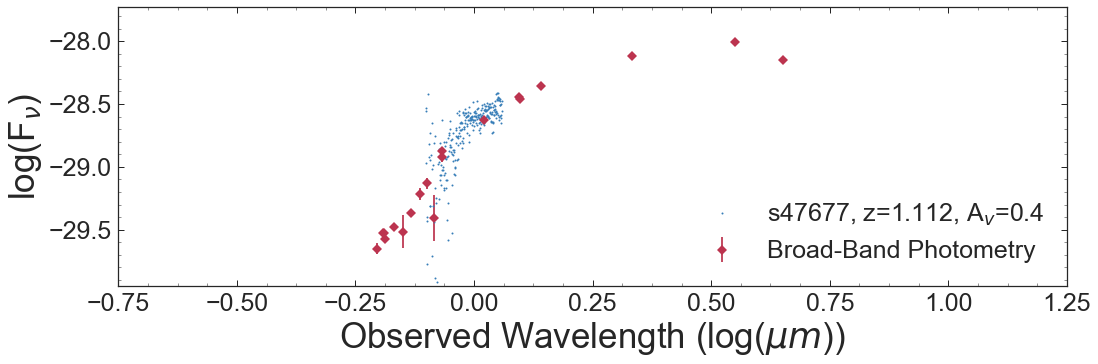 log(F_ν)
−28.0
−28.5
−29.0
−29.5
s47677, z=1.112, A_v=0.4
Broad-Band Photometry
−0.75 −0.50 −0.25 0.00 0.25 0.50 0.75 1.00 1.25
Observed Wavelength (log(μm))